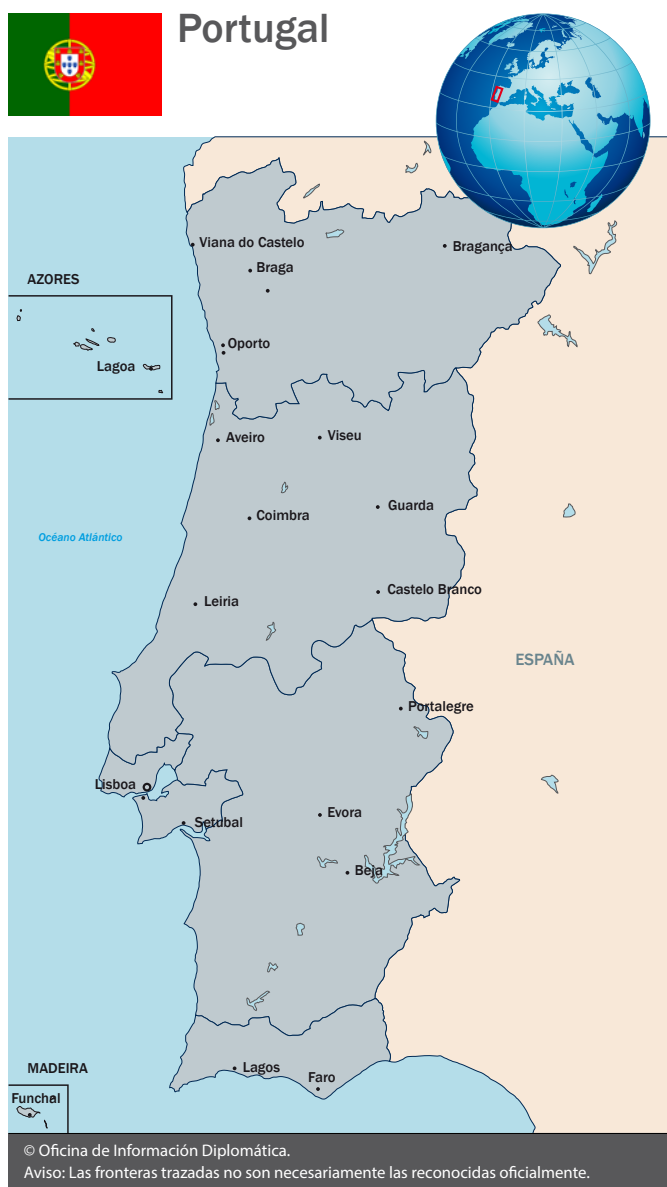 Portugal
Viana do Castelo
Bragança
Braga
AZORES
Oporto
Lagoa
Aveiro
Viseu
Guarda
Coimbra
Océano Atlántico
Castelo Branco
Leiria
ESPAÑA
Portalegre
Lisboa
Evora
Setubal
Beja
MADEIRA
Lagos
Faro
Funchal
© Oficina de Información Diplomática.
Aviso: Las fronteras trazadas no son necesariamente las reconocidas oficialmente.